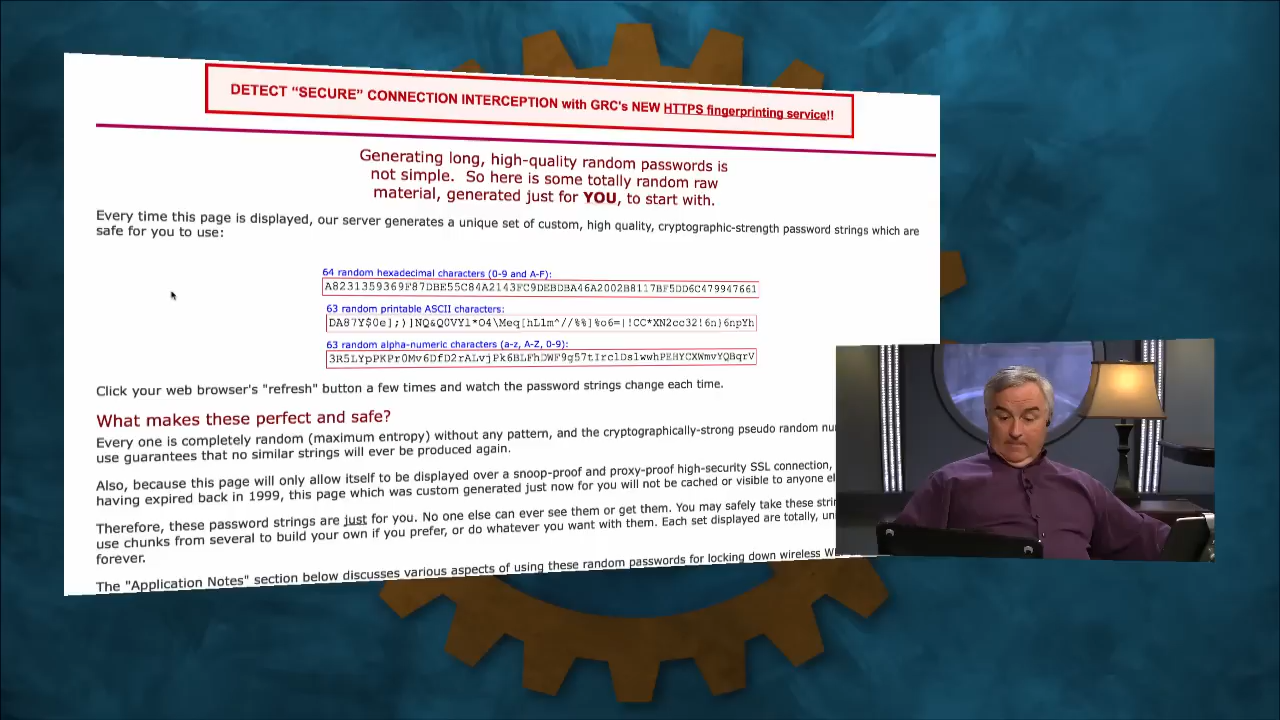 DETECT “SECURE” CONNECTION INTERCEPTION with GRC's NEW HTTPS fingerprinting service!!
Generating long, high-quality random passwords is
not simple. So here is some totally random raw
material, generated just for YOU, to start with.
Every time this page is displayed, our server generates a unique set of custom, high quality, cryptographic-strength password strings which are
safe for you to use:
64 random hexadecimal characters (0-9 and A-F):
A8231359369F87DBE55C84A2143FC9DEBDBA46A2002B8117BF5DD6C479947661
63 random printable ASCII characters:
63 random alpha-numeric characters (a-z, A-Z, 0-9):
Click your web browser's "refresh" button a few times and watch the password strings change each time.
What makes these perfect and safe?
Every one is completely random (maximum entropy) without any pattern, and the cryptographically-strong pseudo random
use guarantees that no similar strings will ever be produced again.
Also, because this page will only allow itself to be displayed over a snoop-proof and proxy-proof high-security SSL connection,
having expired back in 1999, this page which was custom generated just now for you will not be cached or visible to anyone
Therefore, these password strings are just for you. No one else can ever see them or get them. You may safely take these
use chunks from several to build your own if you prefer, or do whatever you want with them. Each set displayed are totally,
forever.
The "Application Notes" section below discusses various aspects of using these random passwords for locking down wireless